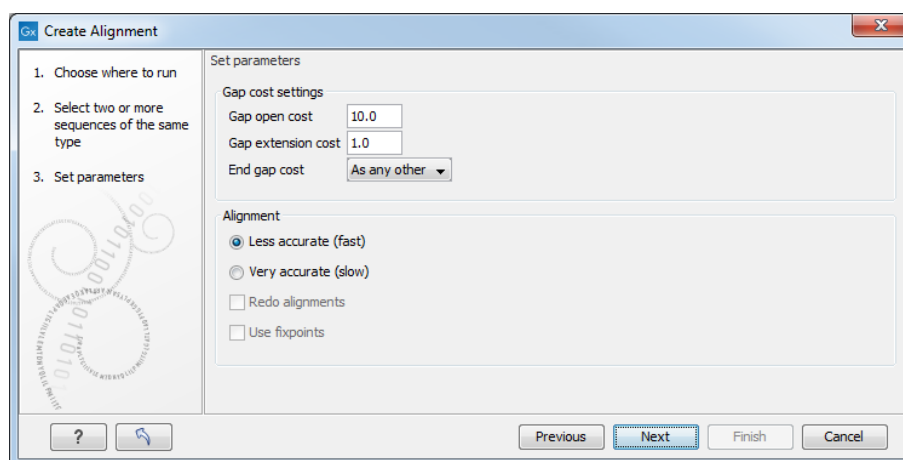 Gx Create Alignment
1. Choose where to run
2. Select two or more
sequences of the same
type
3. Set parameters
Set parameters
Gap cost settings
Gap open cost 10.0
Gap extension cost 1.0
End gap cost As any other
Alignment
Less accurate (fast)
Very accurate (slow)
Redo alignments
Use fixpoints
? Previous Next Finish Cancel